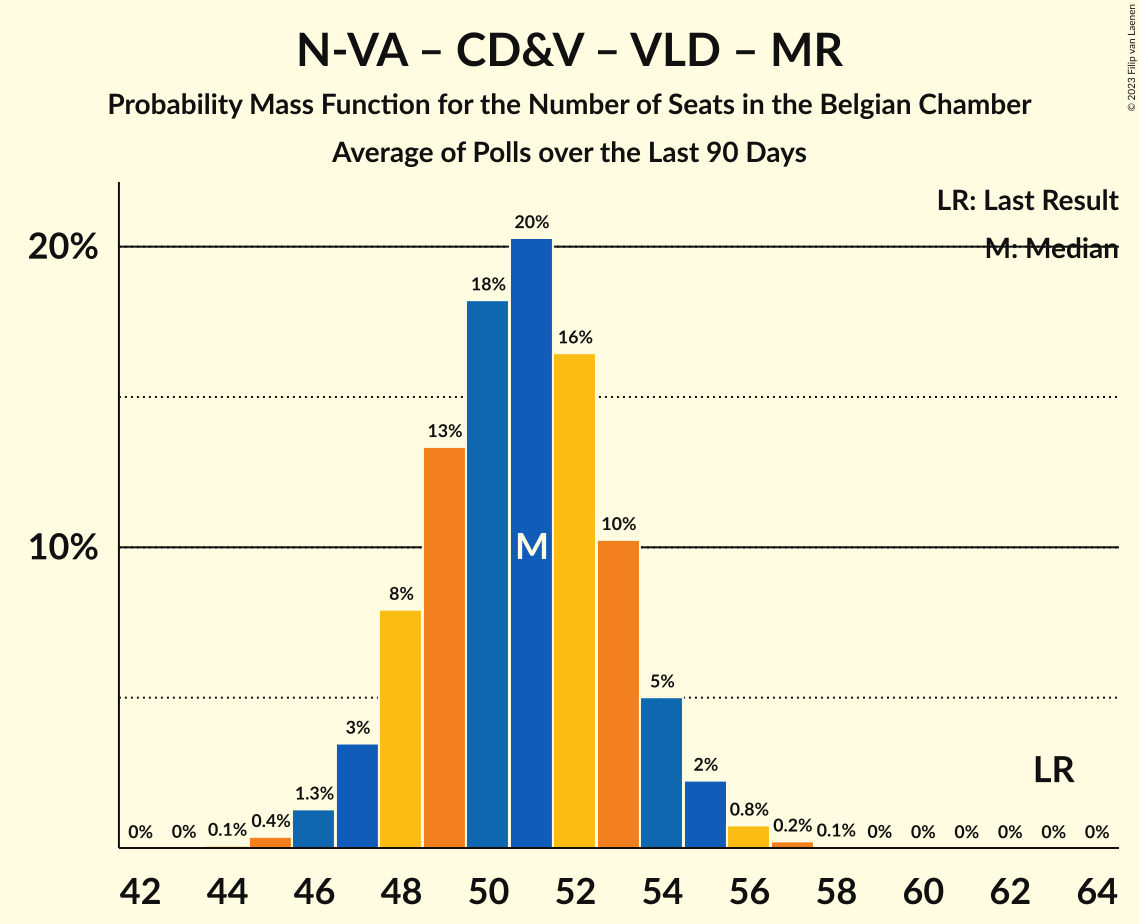 N-VA – CD&V – VLD – MR
Probability Mass Function for the Number of Seats in the Belgian Chamber
Average of Polls over the Last 90 Days
© 2023 Filip van Laenen
LR: Last Result
M: Median
20%
10%
0% 0% 0.1% 0.4% 1.3% 3% 8% 13% 18% 20% 16% 10% 5% 2% 0.8% 0.2% 0.1% 0% 0% 0% 0% 0% 0%
M
LR
42 44 46 48 50 52 54 56 58 60 62 64